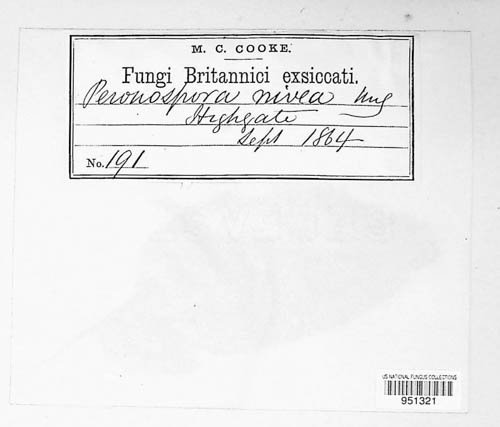 M. C. COOKE.
Fungi Britannici exsiccati.
Peronospora nivea Ung
Highgate
Sept 1864
No. 191
US NATIONAL FUNGUS COLLECTIONS
951321